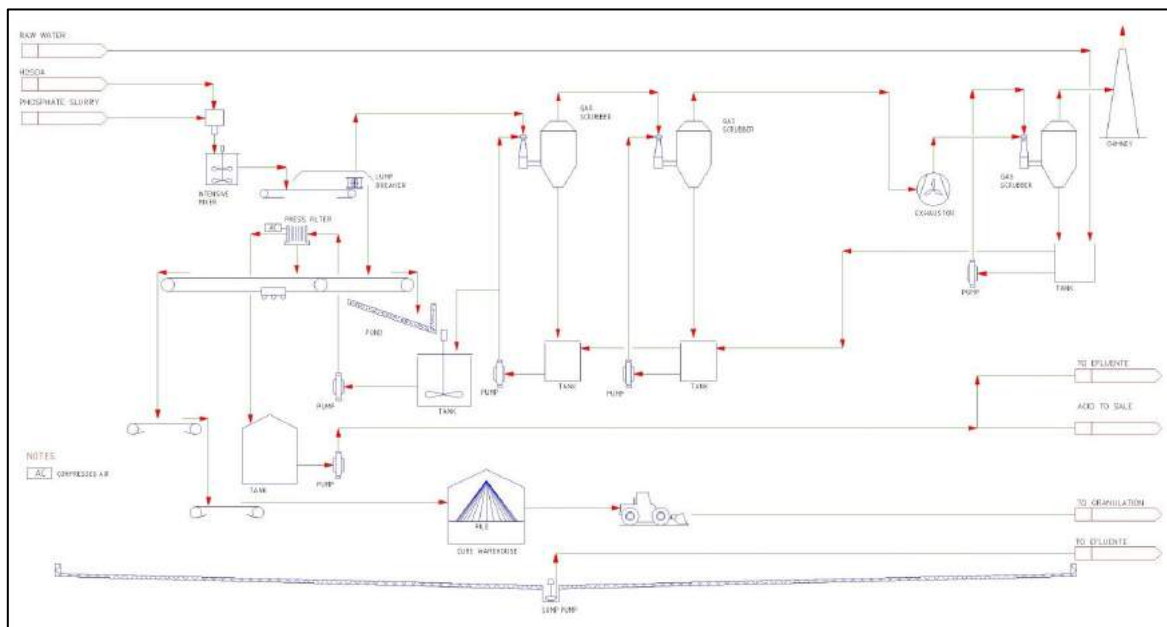 RAW WATER
H2SO4
PHOSPHATE SLURRY
INTENSIVE
MIXER
LUMP
BREAKER
GAS
SCRUBBER
GAS
SCRUBBER
EXHAUSTOR
GAS
SCRUBBER
CHIMNEY
AC
PRESS FILTER
POND
PUMP
TANK
PUMP
TANK
PUMP
TANK
PUMP
TANK
TO EFLUENTE
ACID TO SALE
NOTES
AC
COMPRESSED AIR
TANK
PUMP
PILE
CURE WAREHOUSE
TO GRANULATION
TO EFLUENTE
PUMP